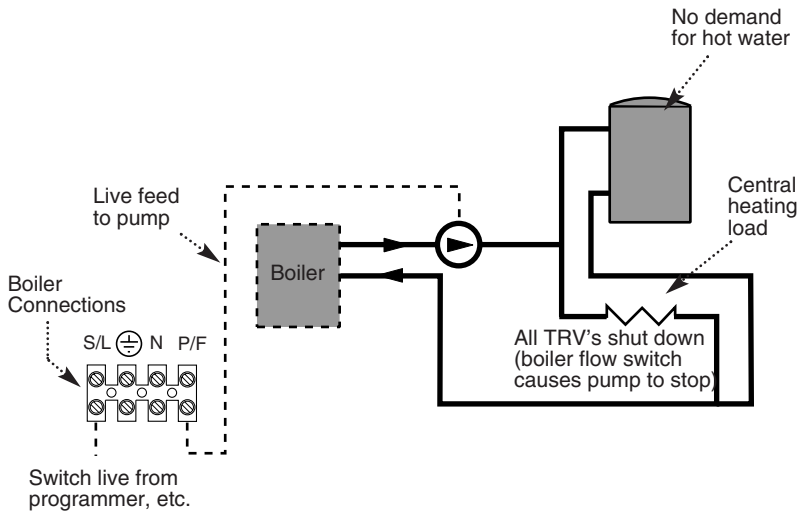 No demand
for hot water
Live feed
to pump
Central
heating
load
Boiler
Boiler
Connections
All TRV's shut down
(boiler flow switch
causes pump to stop)
S/L N P/F
Switch live from
programmer, etc.